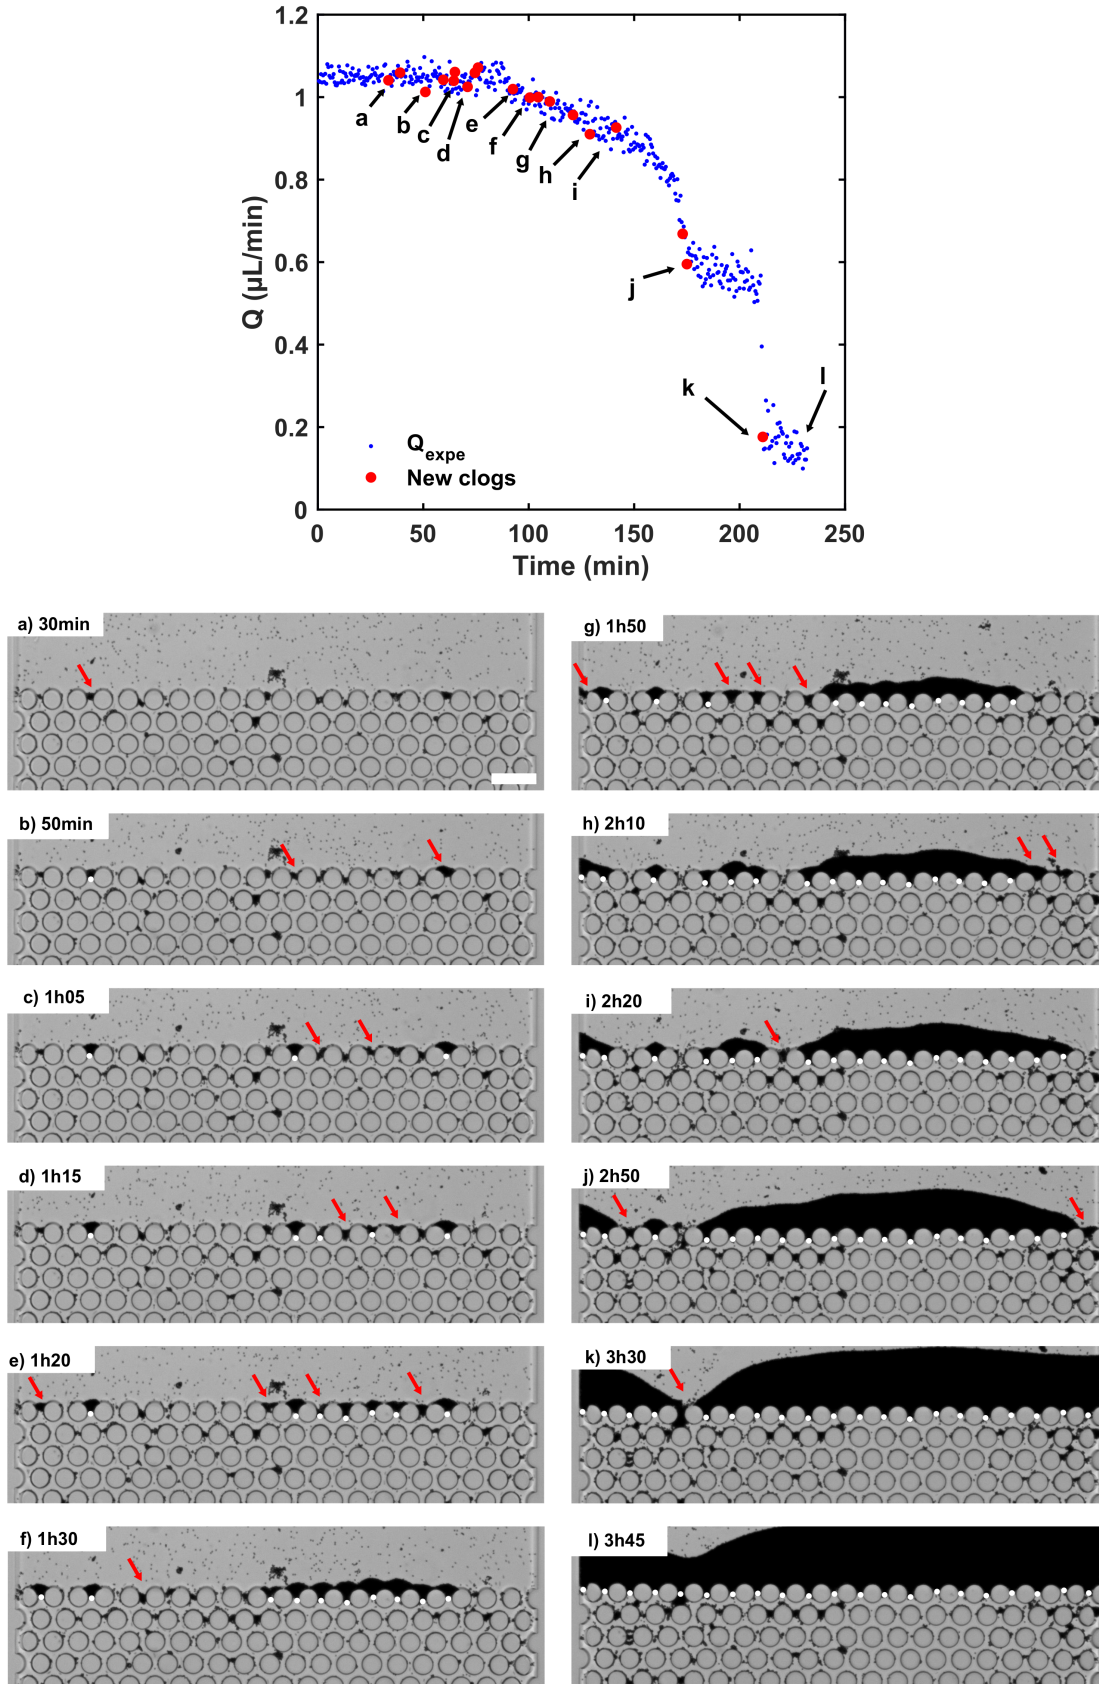 1.2
1
0.8
0.6
0.4
0.2
0
Q (µL/min)
a
b
c
d
e
f
g
h
i
j
k
l
Q expe
New clogs
0 50 100 150 200 250
Time (min)
a) 30min
b) 50min
c) 1h05
d) 1h15
e) 1h20
f) 1h30
g) 1h50
h) 2h10
i) 2h20
j) 2h50
k) 3h30
l) 3h45